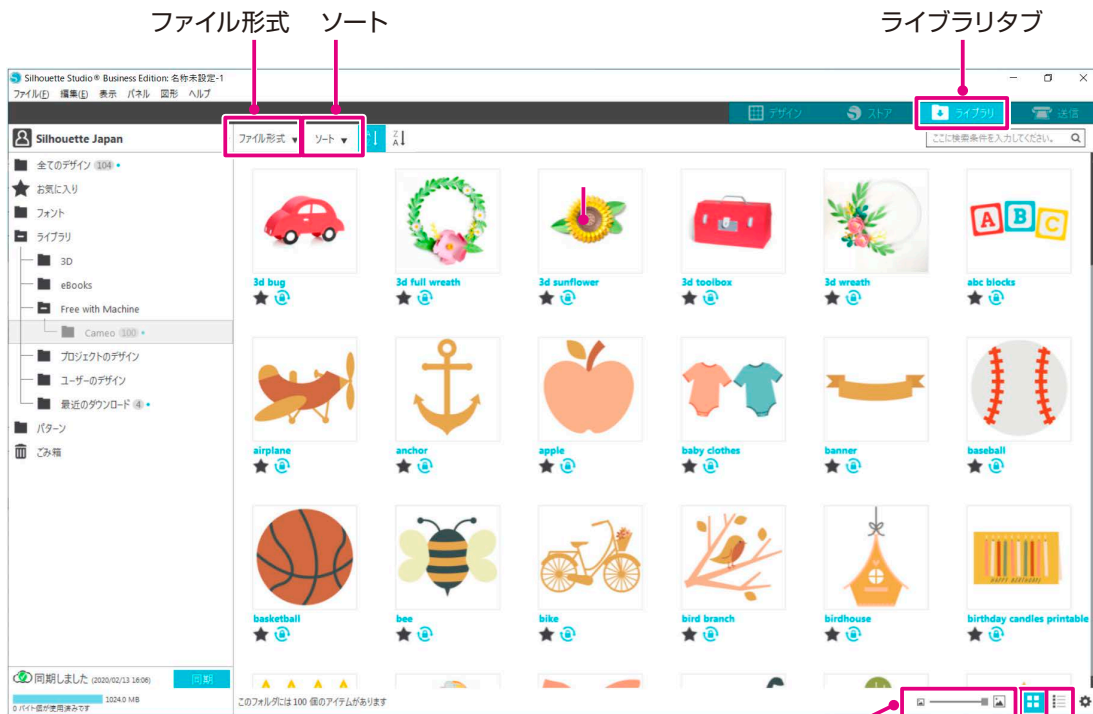 ファイル形式 ソート ライブラリタブ
Silhouette Studio® Business Edition: 名称未設定-1
ファイル(F) 編集(E) 表示 パネル 図形 ヘルプ
デザイン ストア ライブラリ 送信
Silhouette Japan ファイル形式 ▼ ソート ▼ ここに検索条件を入力してください。
全てのデザイン 104
お気に入り
フォント
ライブラリ
3D
eBooks
Free with Machine
Cameo 100
プロジェクトのデザイン
ユーザーのデザイン
最近のダウンロード 4
パターン
ごみ箱
A B C
3d bug 3d full wreath 3d sunflower 3d toolbox 3d wreath abc blocks
airplane anchor apple baby clothes banner baseball
HAPPY BIRTHDAY
basketball bee bike bird branch birdhouse birthday candles printable
同期しました (2020/02/13 16:06) 同期
1024.0 MB
0 バイト個が使用済みです
このフォルダには 100 個のアイテムがあります